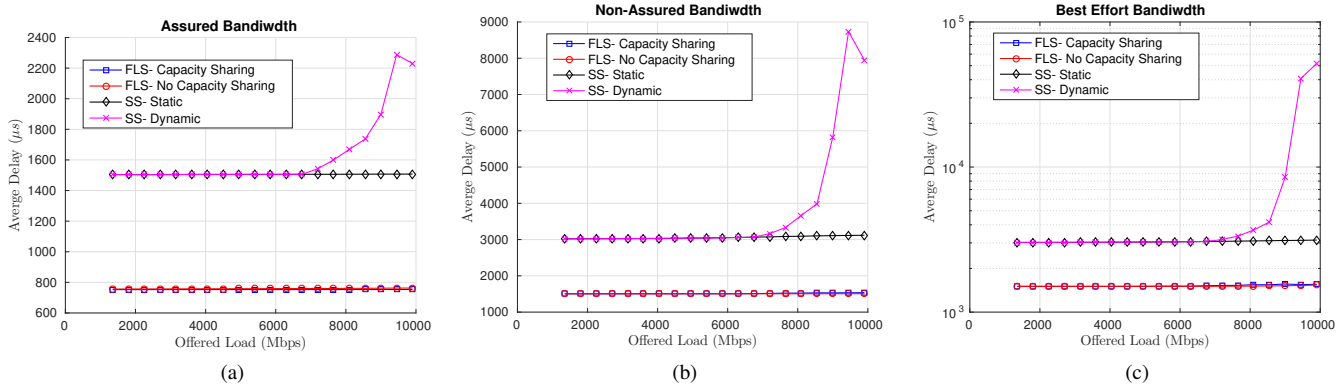 Assured Bandiwdth
2400
2200
2000
1800
1600
1400
1200
1000
800
600
Averge Delay (μs)
FLS- Capacity Sharing
FLS- No Capacity Sharing
SS- Static
SS- Dynamic
0 2000 4000 6000 8000 10000
Offered Load (Mbps)
(a)
Non-Assured Bandiwdth
9000
8000
7000
6000
5000
4000
3000
2000
1000
Averge Delay (μs)
FLS- Capacity Sharing
FLS- No Capacity Sharing
SS- Static
SS- Dynamic
0 2000 4000 6000 8000 10000
Offered Load (Mbps)
(b)
Best Effort Bandiwdth
10^5
10^4
10^3
Averge Delay (μs)
FLS- Capacity Sharing
FLS- No Capacity Sharing
SS- Static
SS- Dynamic
0 2000 4000 6000 8000 10000
Offered Load (Mbps)
(c)